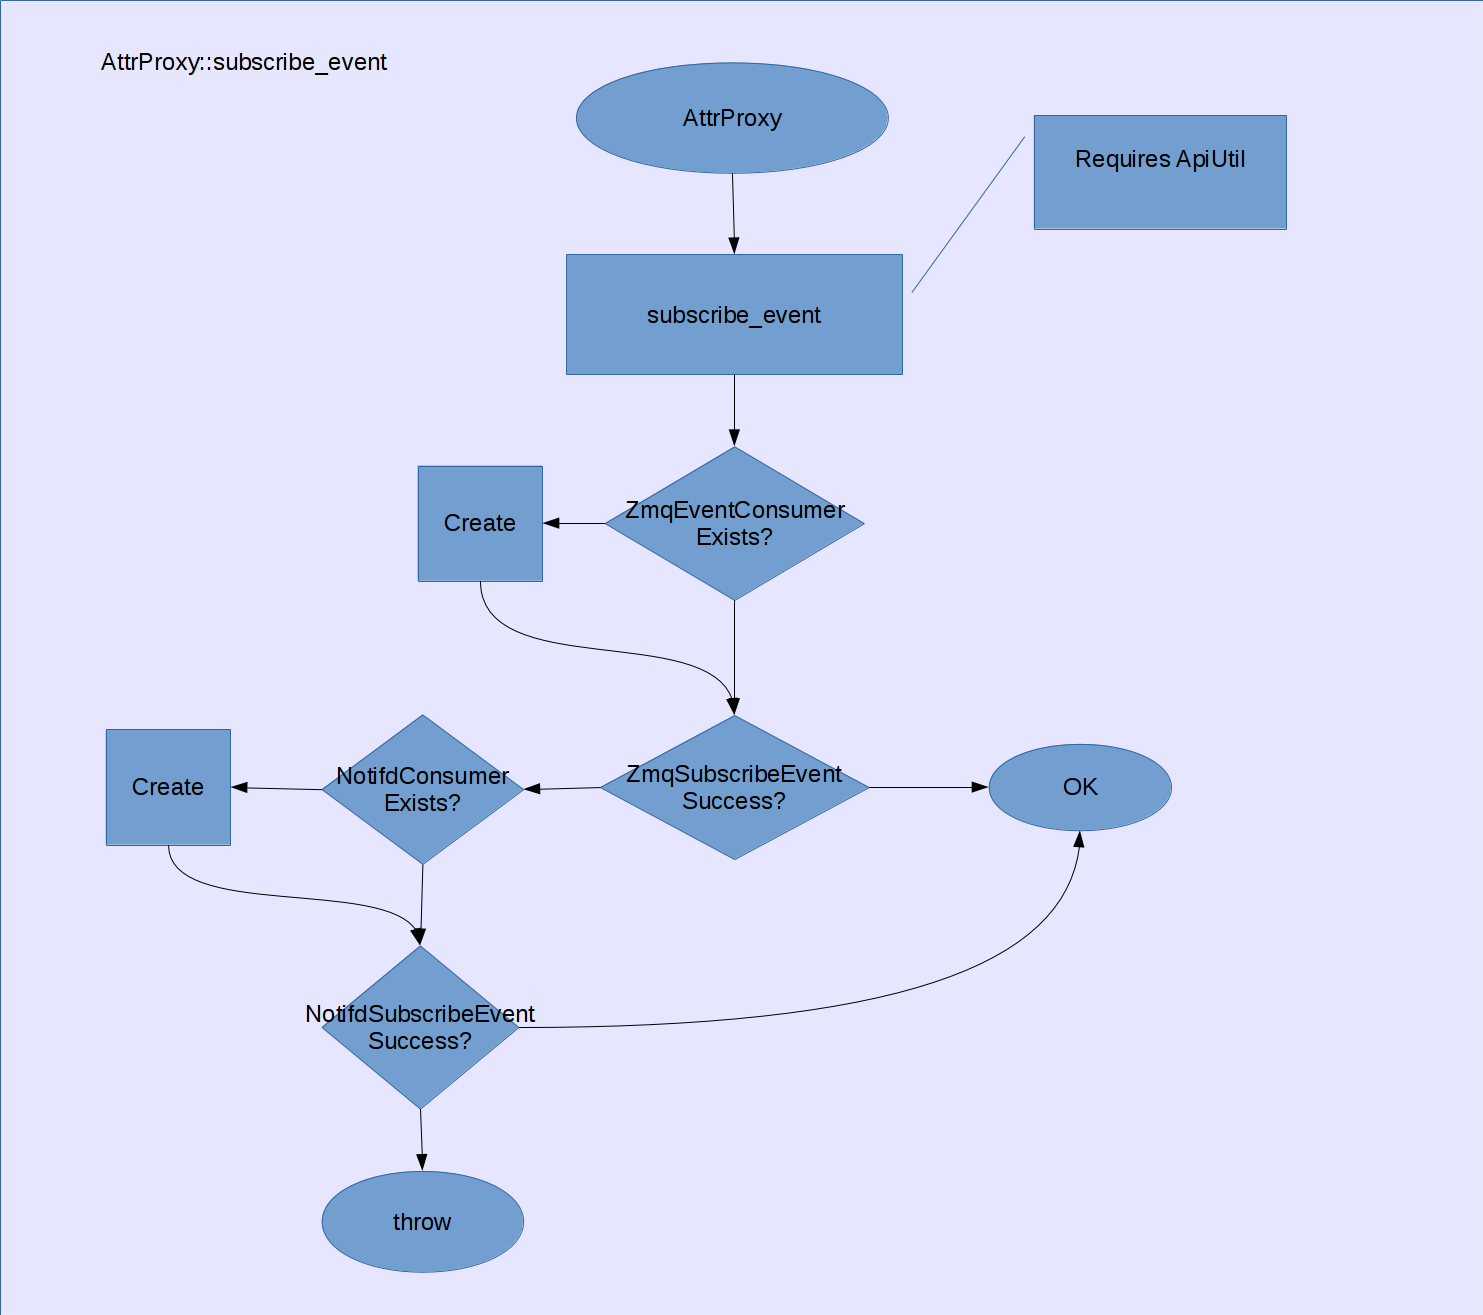 AttrProxy::subscribe_event
AttrProxy
Requires ApiUtil
subscribe_event
ZmqEventConsumer
Exists?
Create
ZmqSubscribeEvent
Success?
OK
NotifdConsumer
Exists?
Create
NotifdSubscribeEvent
Success?
throw